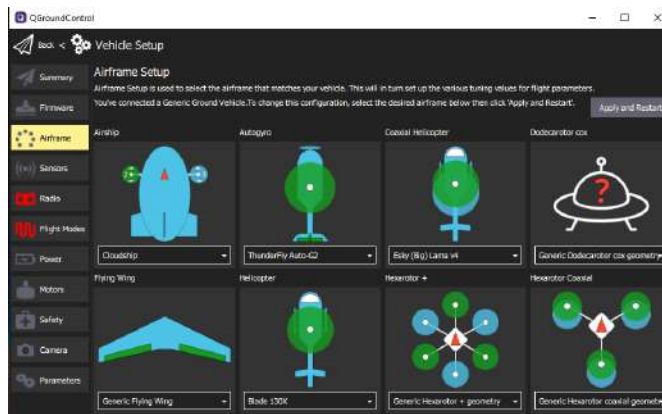 QGroundControl
Back < Vehicle Setup
Summary
Firmware
Airframe
Sensors
Radio
Flight Modes
Power
Motors
Safety
Camera
Parameters
Airframe Setup
Airframe Setup is used to select the airframe that matches your vehicle. This will in turn set up the various tuning values for flight parameters.
You've connected a Generic Ground Vehicle.To change this configuration, select the desired airframe below then click 'Apply and Restart'.
Apply and Restart
Airship
Autogyro
Coaxial Helicopter
Dodecarotor cox
?
Cloudship
ThunderFly Auto-G2
Esky (Big) Lama v4
Generic Dodecarotor cox geometry
Flying Wing
Helicopter
Hexarotor +
Hexarotor Coaxial
Generic Flying Wing
Blade 130X
Generic Hexarotor + geometry
Generic Hexarotor coaxial geometry